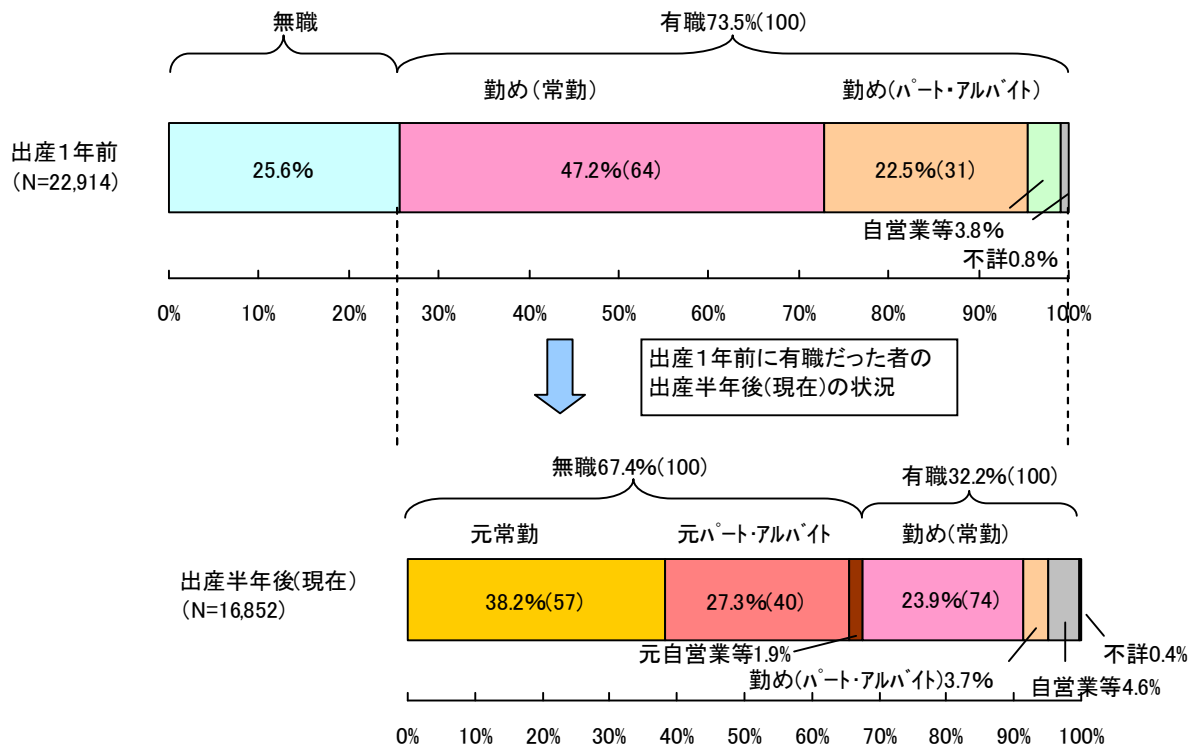 無職
有職73.5%(100)
勤め(常勤)
勤め(ﾊﾟｰﾄ・ｱﾙﾊﾞｲﾄ)
出産１年前
(N=22,914)
25.6%
47.2%(64)
22.5%(31)
自営業等3.8%
不詳0.8%
0% 10% 20% 30% 40% 50% 60% 70% 80% 90% 100%
出産１年前に有職だった者の
出産半年後(現在)の状況
無職67.4%(100)
有職32.2%(100)
元常勤
元ﾊﾟｰﾄ・ｱﾙﾊﾞｲﾄ
勤め(常勤)
出産半年後(現在)
(N=16,852)
38.2%(57)
27.3%(40)
23.9%(74)
元自営業等1.9%
不詳0.4%
勤め(ﾊﾟｰﾄ・ｱﾙﾊﾞｲﾄ)3.7%
自営業等4.6%
0% 10% 20% 30% 40% 50% 60% 70% 80% 90% 100%